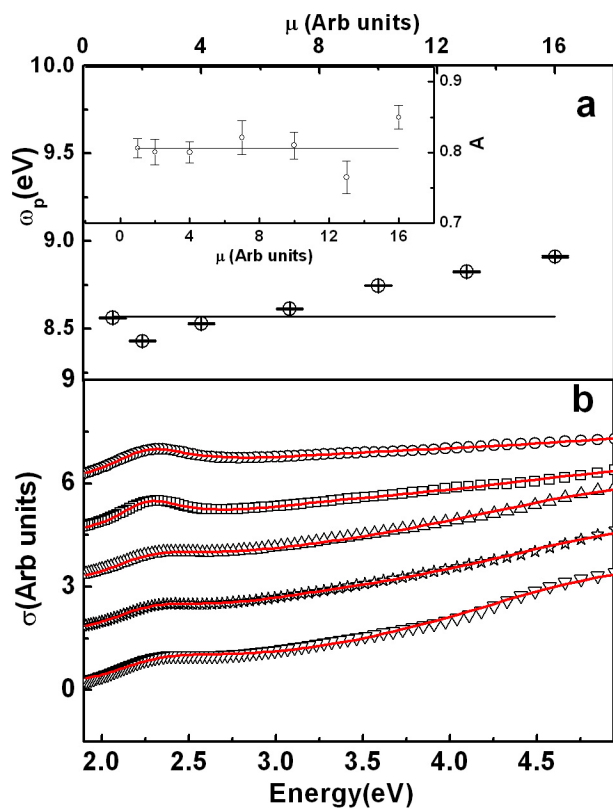 μ (Arb units)
0 4 8 12 16
10.0
9.5
9.0
8.5
ωp(eV)
a
0.9
0.8
0.7
A
0 4 8 12 16
μ (Arb units)
9
6
3
0
σ(Arb units)
b
2.0 2.5 3.0 3.5 4.0 4.5
Energy(eV)